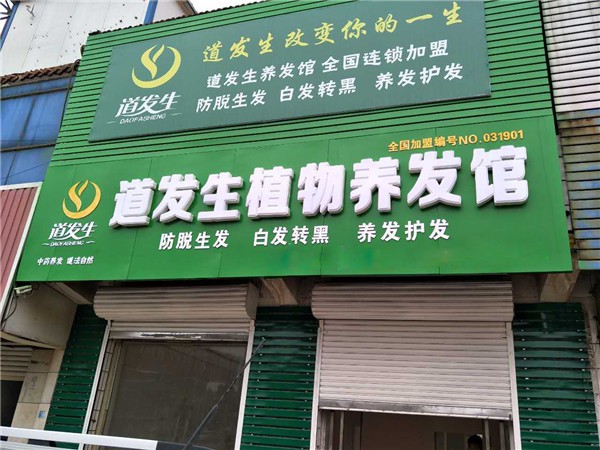 道发生改变你的一生
道发生养发馆 全国连锁加盟
防脱生发 白发转黑 养发护发
道发生
DAOFASHENG
全国加盟编号NO.031901
道发生植物养发馆
防脱生发 白发转黑 养发护发
道发生
DAOFASHENG
中药养发 道法自然